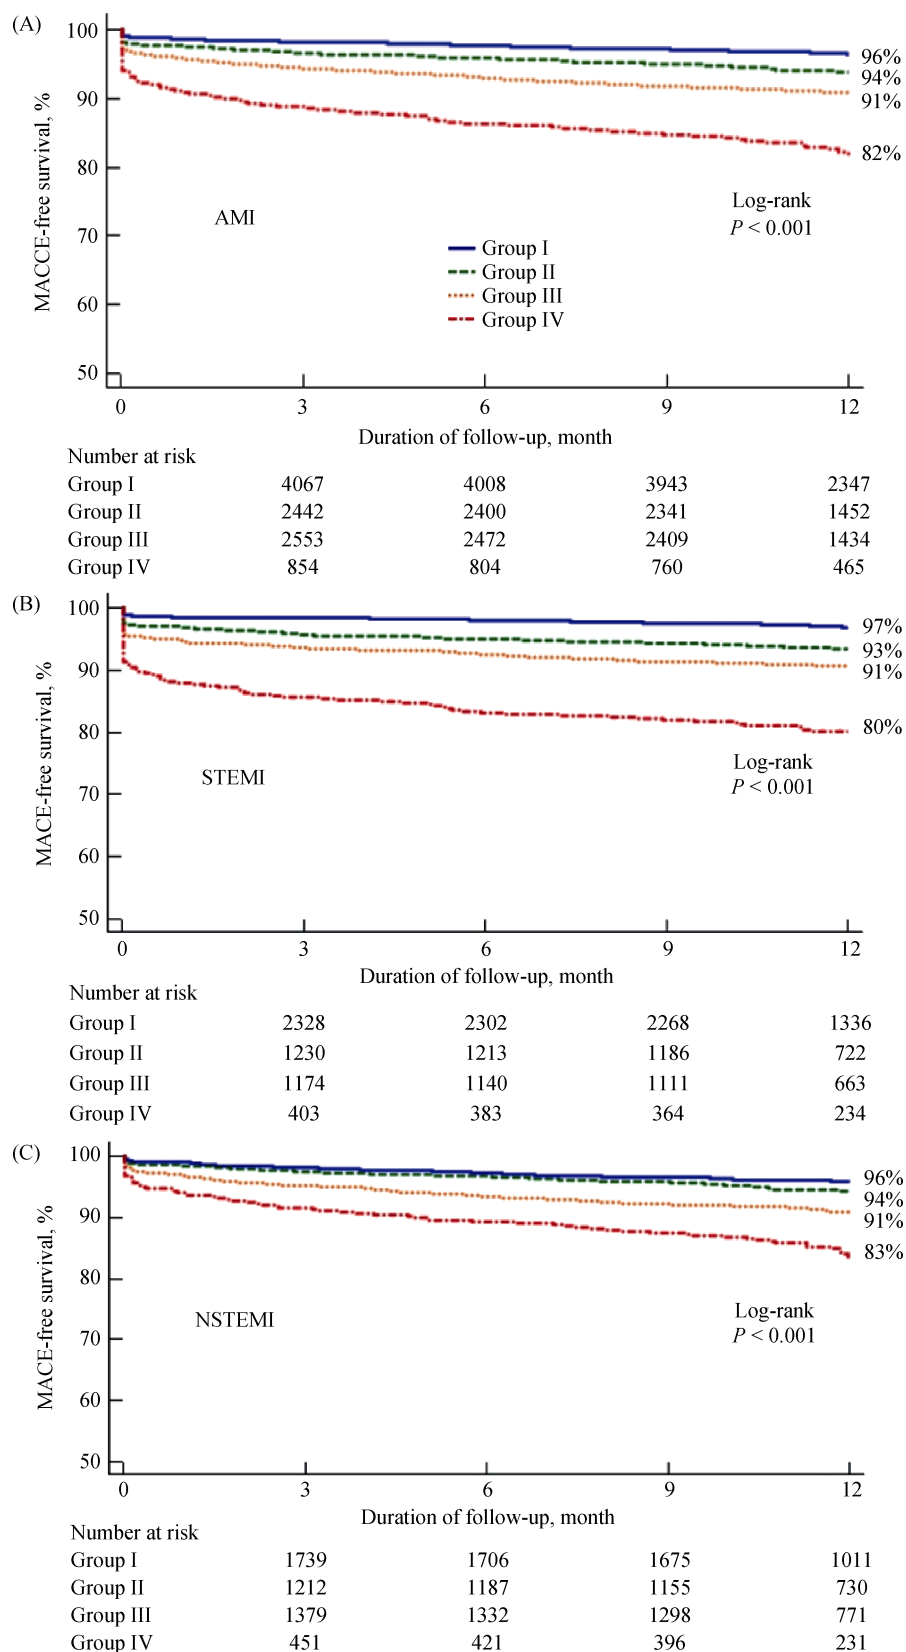 (A)
MACCE-free survival, %
100
90
80
70
60
50
96%
94%
91%
82%
AMI
Log-rank
P < 0.001
Group I
Group II
Group III
Group IV
0 3 6 9 12
Duration of follow-up, month
Number at risk
Group I 4067 4008 3943 2347
Group II 2442 2400 2341 1452
Group III 2553 2472 2409 1434
Group IV 854 804 760 465
(B)
MACE-free survival, %
100
90
80
70
60
50
97%
93%
91%
80%
STEMI
Log-rank
P < 0.001
0 3 6 9 12
Duration of follow-up, month
Number at risk
Group I 2328 2302 2268 1336
Group II 1230 1213 1186 722
Group III 1174 1140 1111 663
Group IV 403 383 364 234
(C)
MACE-free survival, %
100
90
80
70
60
50
96%
94%
91%
83%
NSTEMI
Log-rank
P < 0.001
0 3 6 9 12
Duration of follow-up, month
Number at risk
Group I 1739 1706 1675 1011
Group II 1212 1187 1155 730
Group III 1379 1332 1298 771
Group IV 451 421 396 231